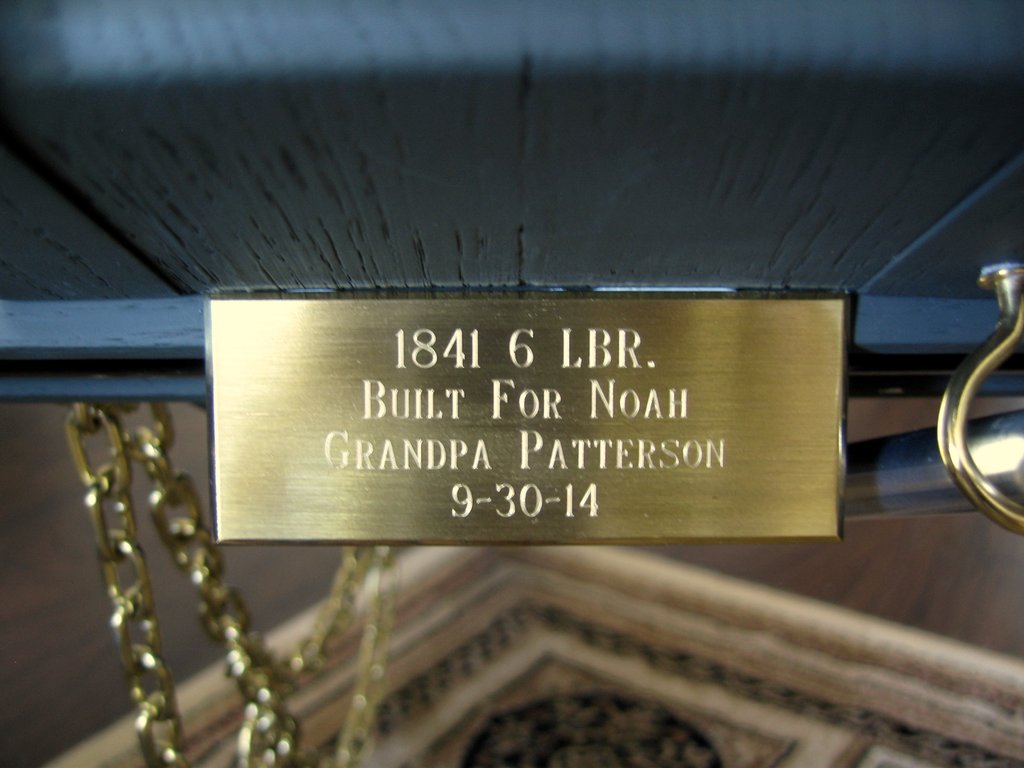 1841 6 LBR.
Built For Noah
Grandpa Patterson
9-30-14